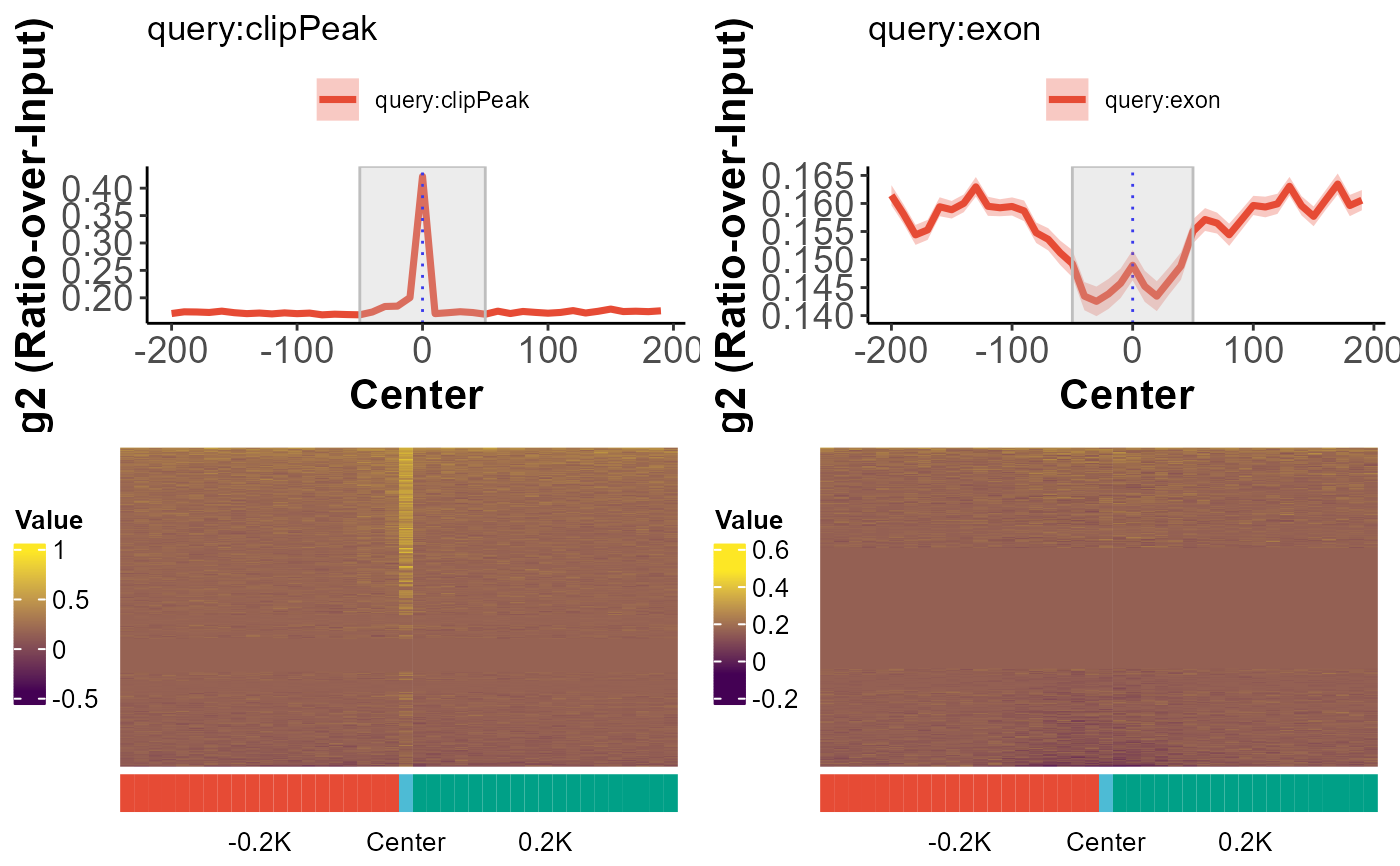 query:clipPeak
query:clipPeak
g2 (Ratio-over-Input)
0.40
0.35
0.30
0.25
0.20
-200 -100 0 100 200
Center
Value
1
0.5
0
-0.5
-0.2K Center 0.2K
query:exon
query:exon
g2 (Ratio-over-Input)
0.165
0.160
0.155
0.150
0.145
0.140
-200 -100 0 100 200
Center
Value
0.6
0.4
0.2
0
-0.2
-0.2K Center 0.2K